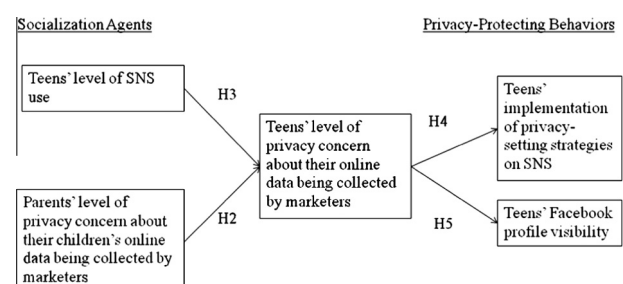 Socialization Agents
Privacy-Protecting Behaviors
Teens' level of SNS
use
H3
Parents' level of
privacy concern about
their children's online
data being collected by
marketers
H2
Teens' level of
privacy concern
about their online
data being collected
by marketers
H4
Teens'
implementation
of privacy-
setting strategies
on SNS
H5
Teens' Facebook
profile visibility